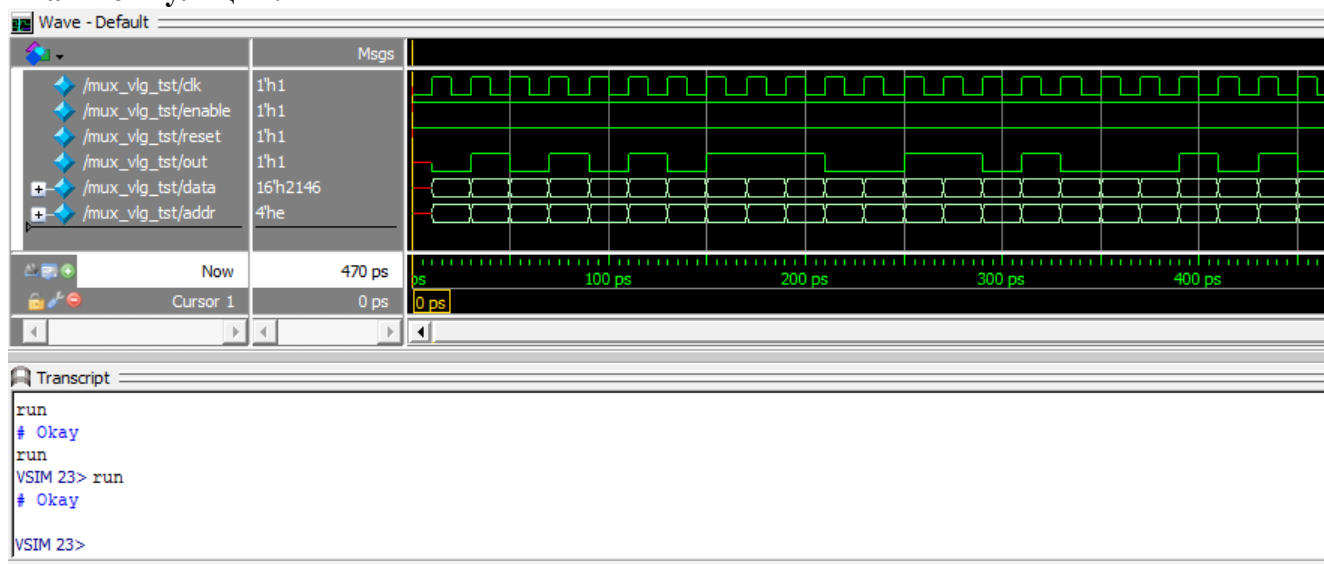 Wave - Default
Msgs
/mux_vlg_tst/clk 1'h1
/mux_vlg_tst/enable 1'h1
/mux_vlg_tst/reset 1'h1
/mux_vlg_tst/out 1'h1
/mux_vlg_tst/data 16'h2146
/mux_vlg_tst/addr 4'he
Now 470 ps
ps 100 ps 200 ps 300 ps 400 ps
Cursor 1 0 ps 0 ps
Transcript
run
# Okay
run
VSIM 23> run
# Okay
VSIM 23>